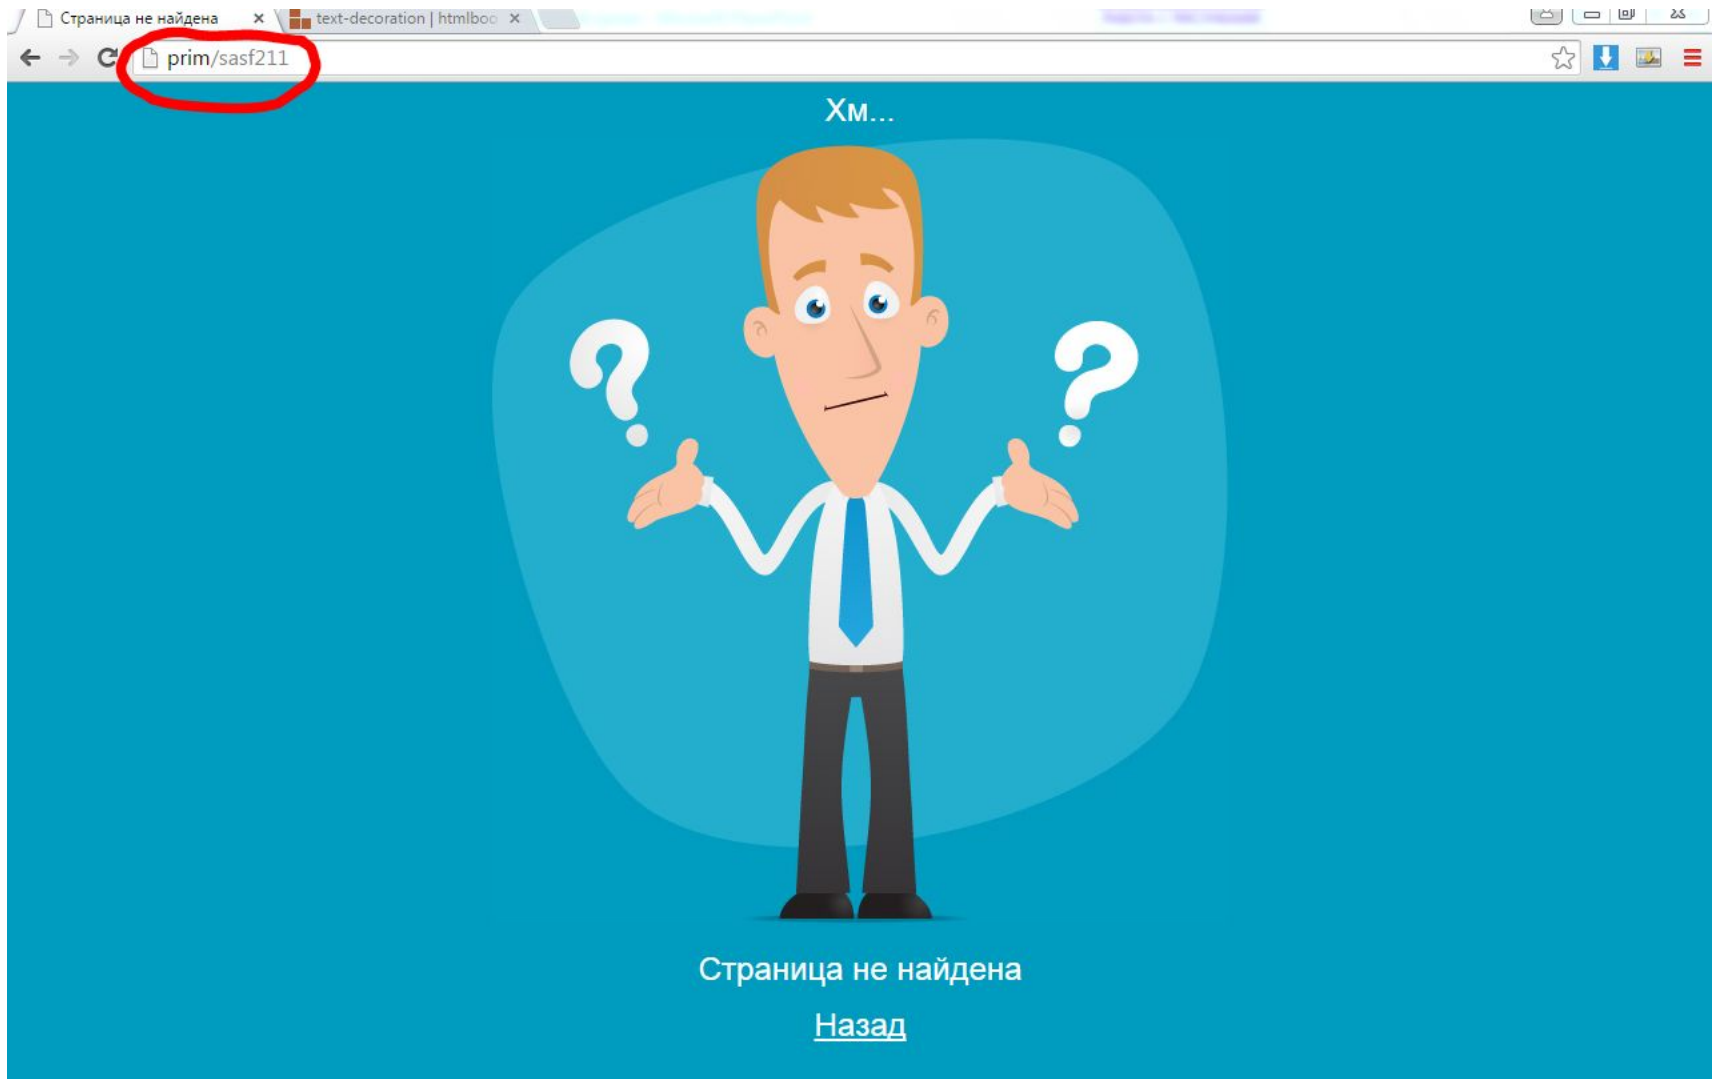 Страница не найдена
text-decoration | htmlboo
prim/sasf211
Хм...
Страница не найдена
Назад